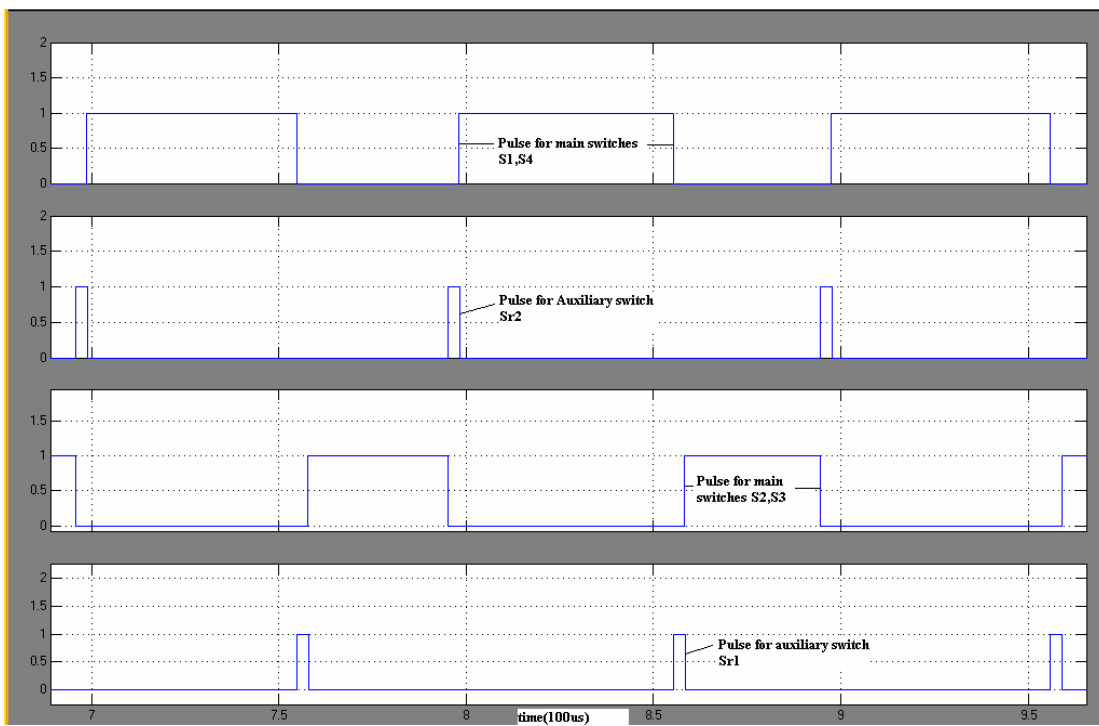 2
1.5
1
0.5
0
Pulse for main switches
S1,S4
2
1.5
1
0.5
0
Pulse for Auxiliary switch
Sr2
1.5
1
0.5
0
Pulse for main
switches S2,S3
2
1.5
1
0.5
0
Pulse for auxiliary switch
Sr1
7 7.5 8 8.5 9 9.5
time(100us)